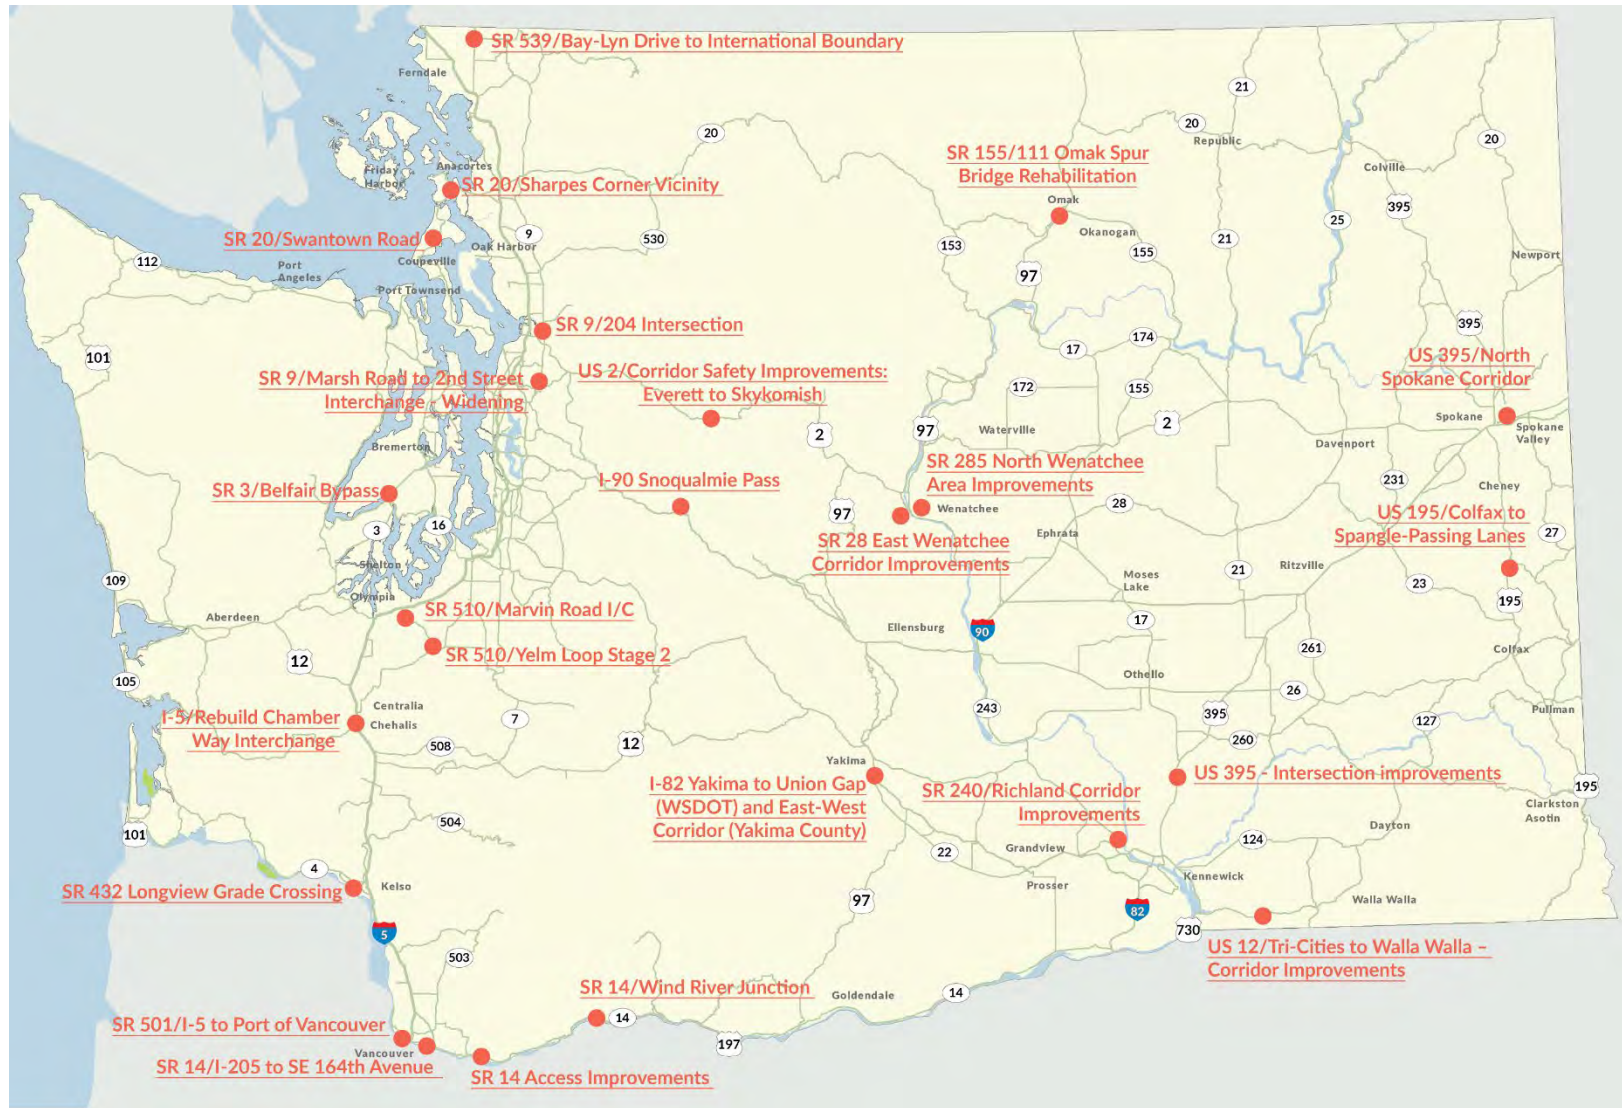 SR 539/Bay-Lyn Drive to International Boundary
Ferndale
21
20
20
Republic
20
SR 155/111 Omak Spur
Bridge Rehabilitation
Anacortes
Friday
Harbor
SR 20/Sharpes Corner Vicinity
Colville
Omak
395
25
SR 20/Swantown Road
Oak Harbor
9
530
153
Okanogan
155
21
Coupeville
Newport
112
Port
Angeles
97
Port Townsend
SR 9/204 Intersection
395
101
17
174
US 395/North
Spokane Corridor
SR 9/Marsh Road to 2nd Street
Interchange - Widening
US 2/Corridor Safety Improvements:
Everett to Skykomish
172
155
2
97
Waterville
2
Spokane
Spokane
Valley
Davenport
Bremerton
SR 285 North Wenatchee
Area Improvements
I-90 Snoqualmie Pass
231
Cheney
SR 3/Belfair Bypass
97
Wenatchee
28
US 195/Colfax to
Spangle-Passing Lanes
27
3
16
SR 28 East Wenatchee
Corridor Improvements
Ephrata
Shelton
Ritzville
109
Moses
Lake
21
23
Olympia
195
SR 510/Marvin Road I/C
Aberdeen
Ellensburg
90
17
SR 510/Yelm Loop Stage 2
12
261
Colfax
105
Othello
26
I-5/Rebuild Chamber
Way Interchange
Centralia
Chehalis
7
243
395
127
Pullman
508
12
260
Yakima
I-82 Yakima to Union Gap
(WSDOT) and East-West
Corridor (Yakima County)
US 395 - Intersection improvements
SR 240/Richland Corridor
Improvements
195
Clarkston
Asotin
101
504
Dayton
22
Grandview
124
4
SR 432 Longview Grade Crossing
Kelso
Prosser
Kennewick
97
Walla Walla
82
5
730
US 12/Tri-Cities to Walla Walla –
Corridor Improvements
503
SR 14/Wind River Junction
Goldendale
14
14
SR 501/I-5 to Port of Vancouver
197
Vancouver
SR 14/I-205 to SE 164th Avenue
SR 14 Access Improvements